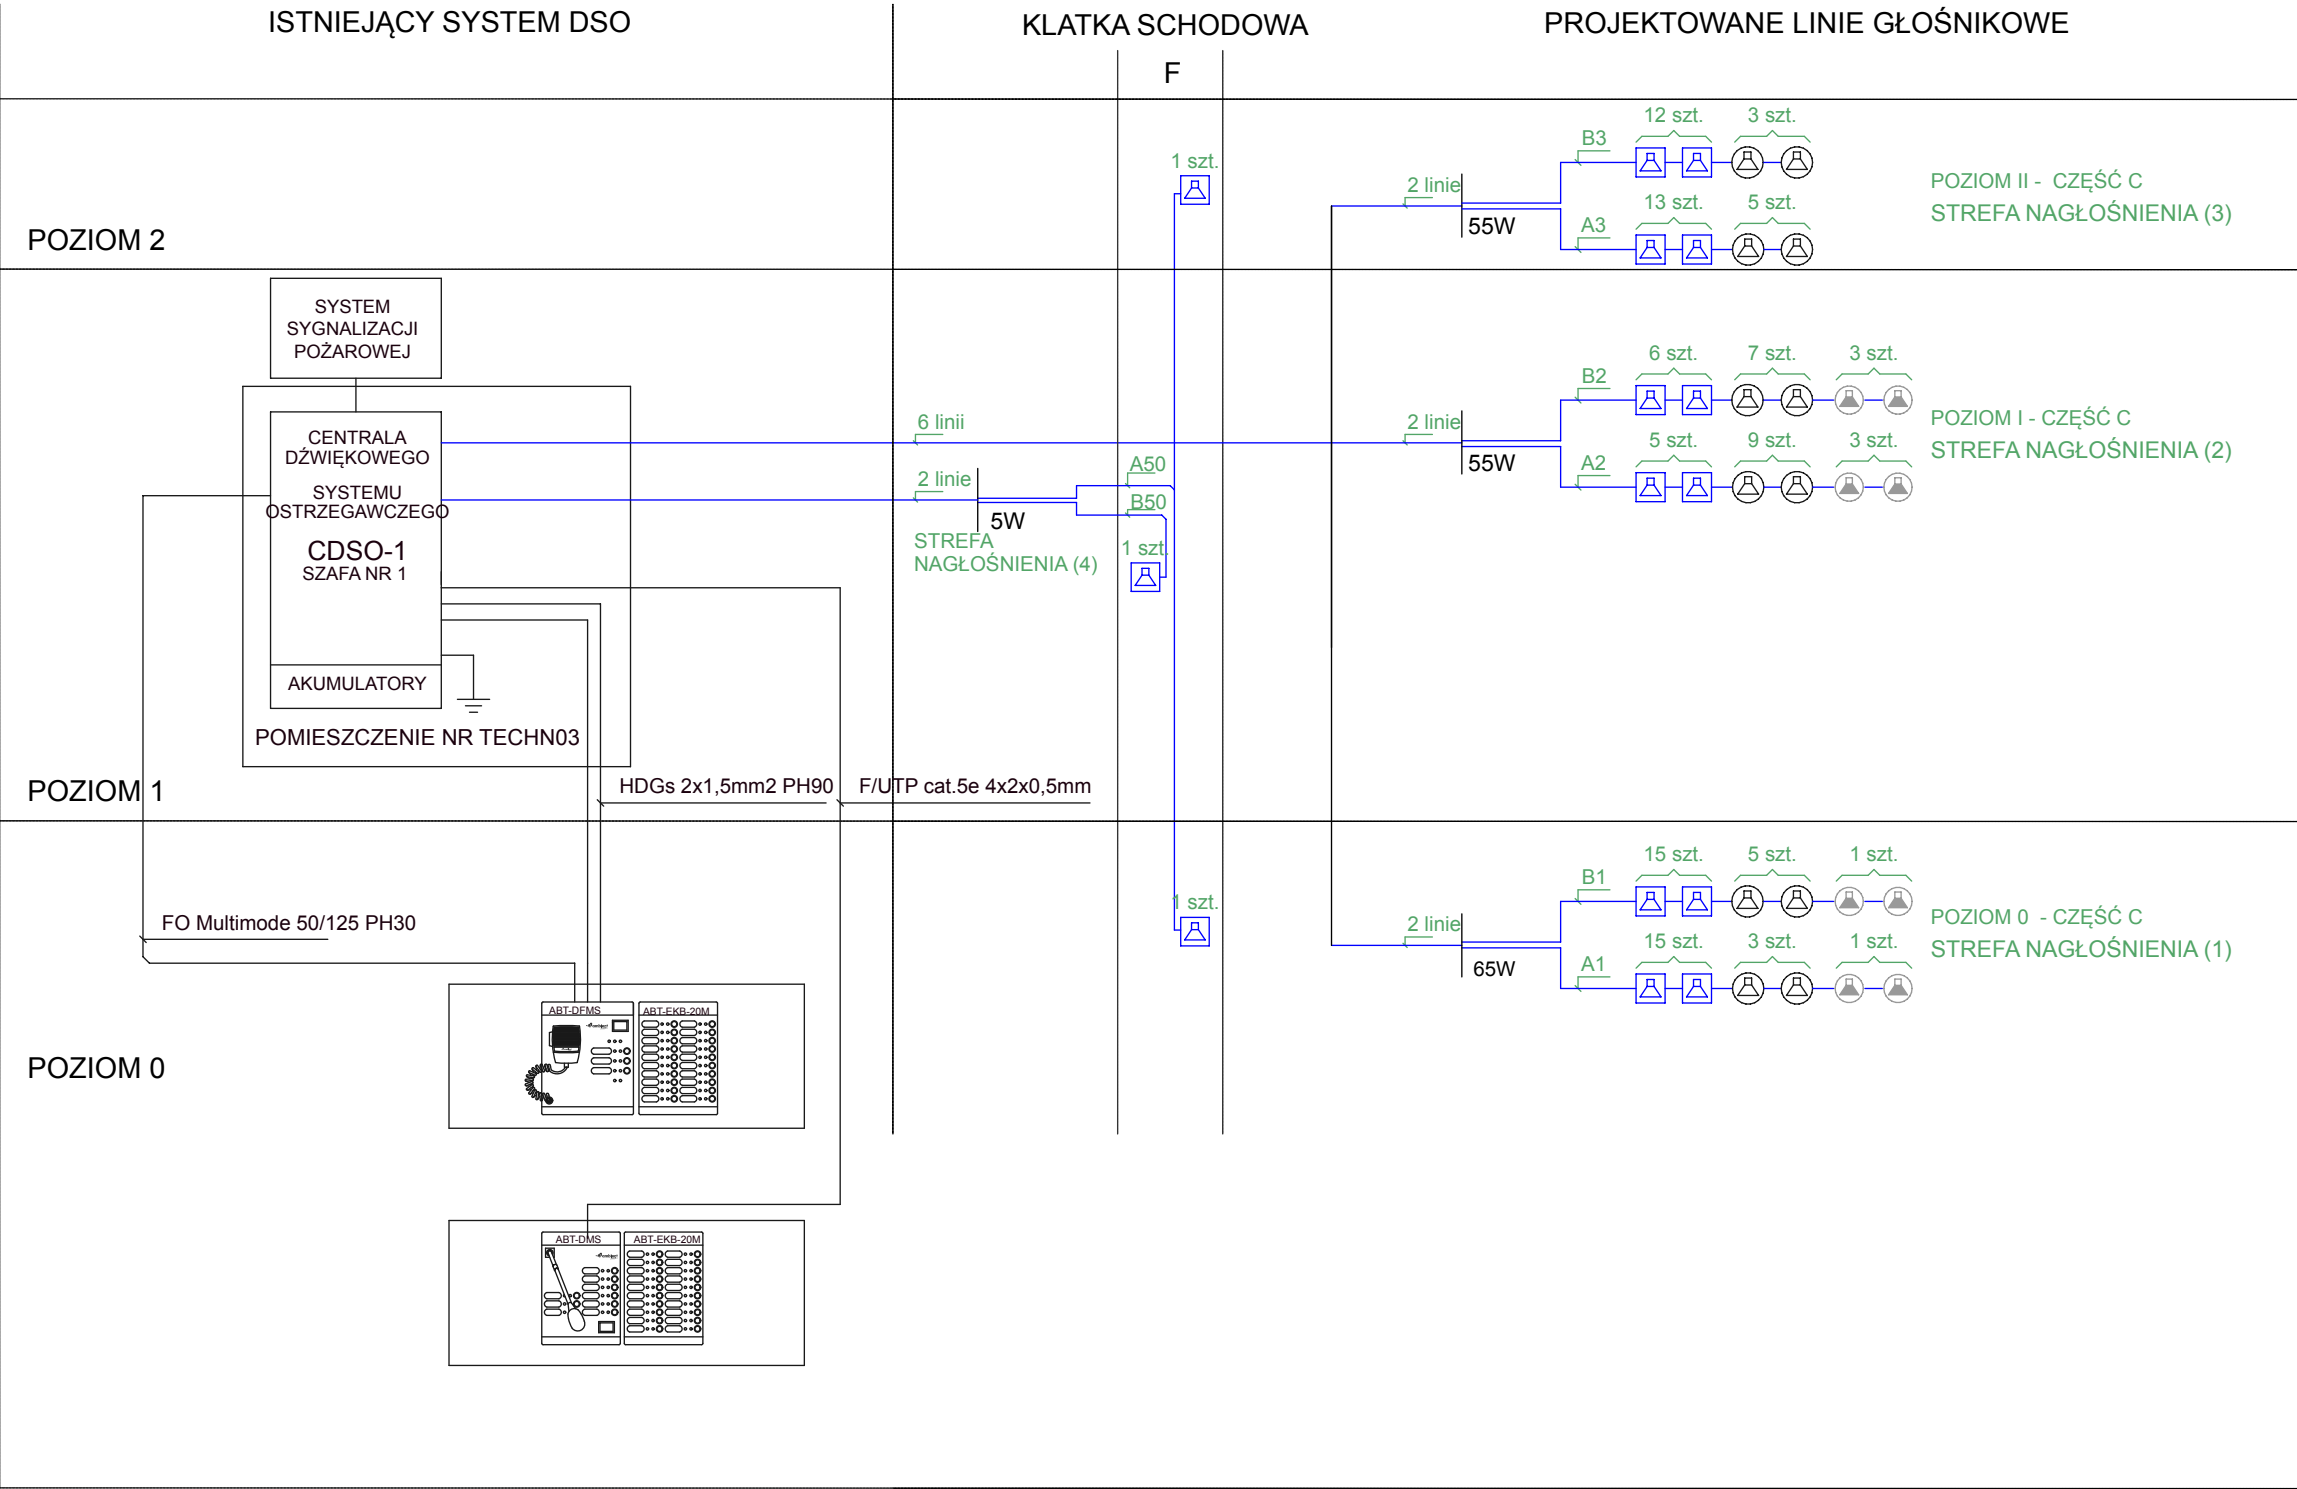 ISTNIEJĄCY SYSTEM DSO
KLATKA SCHODOWA
PROJEKTOWANE LINIE GŁOŚNIKOWE
F
POZIOM 2
1 szt.
2 linie
55W
B3
12 szt.
3 szt.
A3
13 szt.
5 szt.
POZIOM II - CZĘŚĆ C
STREFA NAGŁOŚNIENIA (3)
SYSTEM
SYGNALIZACJI
POŻAROWEJ
CENTRALA
DŹWIĘKOWEGO
SYSTEMU
OSTRZEGAWCZEGO
CDSO-1
SZAFA NR 1
AKUMULATORY
POMIESZCZENIE NR TECHN03
POZIOM 1
6 linii
2 linie
5W
STREFA
NAGŁOŚNIENIA (4)
A50
B50
1 szt.
2 linie
55W
B2
6 szt.
7 szt.
3 szt.
A2
5 szt.
9 szt.
3 szt.
POZIOM I - CZĘŚĆ C
STREFA NAGŁOŚNIENIA (2)
HDGs 2x1,5mm2 PH90
F/UTP cat.5e 4x2x0,5mm
POZIOM 0
FO Multimode 50/125 PH30
1 szt.
2 linie
65W
B1
15 szt.
5 szt.
1 szt.
A1
15 szt.
3 szt.
1 szt.
POZIOM 0 - CZĘŚĆ C
STREFA NAGŁOŚNIENIA (1)
ABT-DFMS
ABT-EKB-20M
ABT-DMS
ABT-EKB-20M